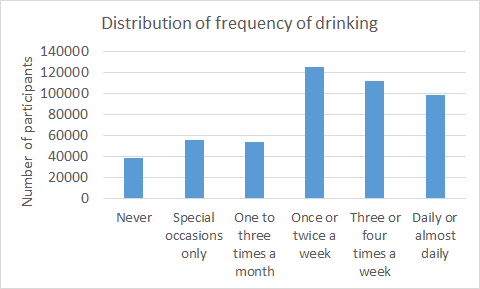 Distribution of frequency of drinking
Number of participants
140000
120000
100000
80000
60000
40000
20000
0
Never
Special
occasions
only
One to
three
times a
month
Once or
twice a
week
Three or
four
times a
week
Daily or
almost
daily